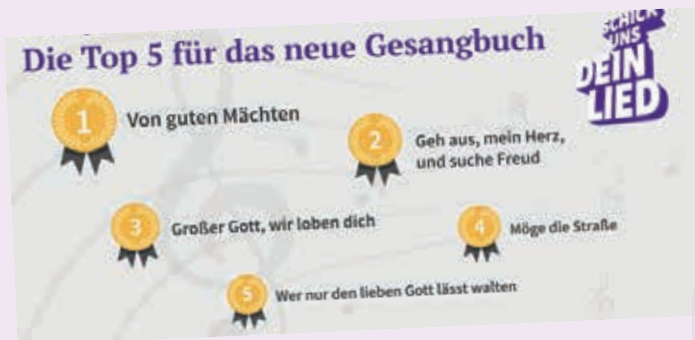 Die Top 5 für das neue Gesangbuch
SCHICK
UNS
DEIN
LIED
1
Von guten Mächten
2
Geh aus, mein Herz,
und suche Freud
3
Großer Gott, wir loben dich
4
Möge die Straße
5
Wer nur den lieben Gott lässt walten